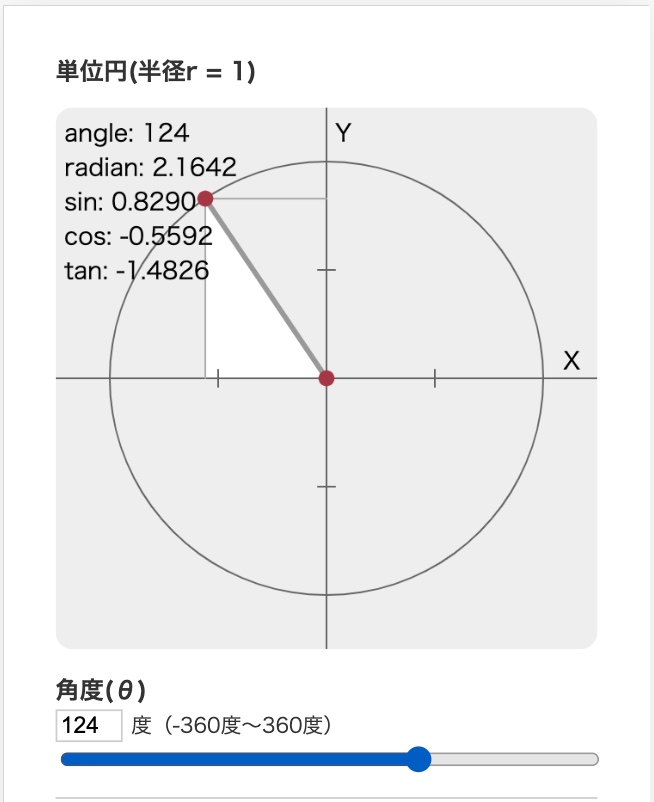 単位円(半径r = 1)
angle: 124
Y
radian: 2.1642
sin: 0.8290
cos: -0.5592
tan: -1.4826
X
角度(θ)
124 度（-360度〜360度）